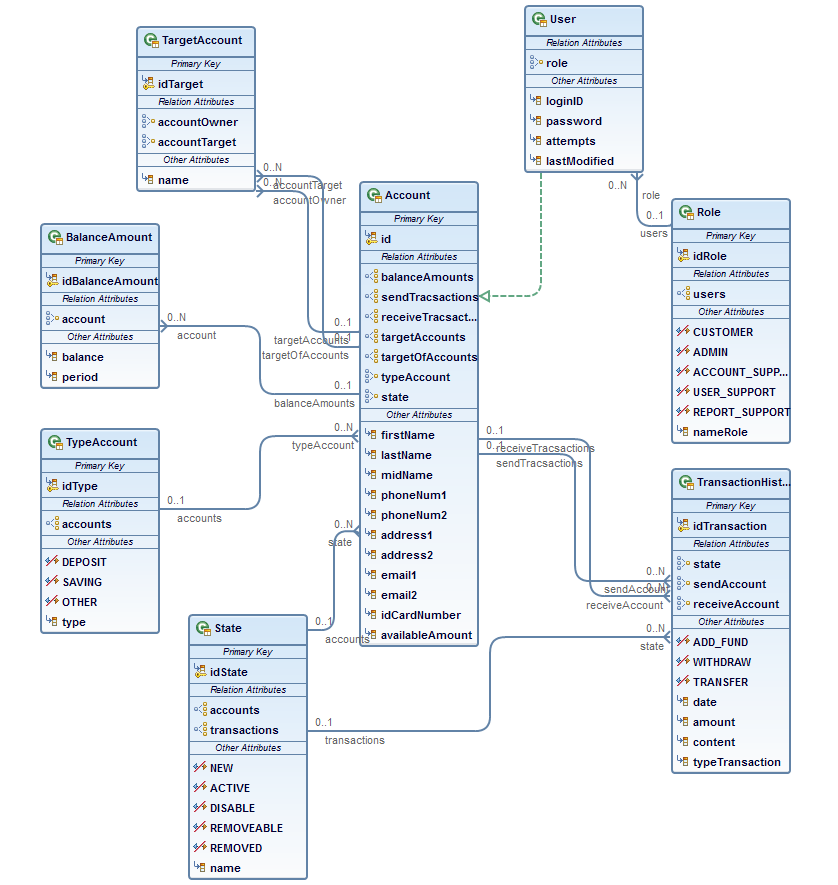 TargetAccount
Primary Key
idTarget
Relation Attributes
accountOwner
accountTarget
Other Attributes
name
User
Relation Attributes
role
Other Attributes
loginID
password
attempts
lastModified
0..N
accountTarget
0..N
accountOwner
0..N
role
0..1
users
Account
Primary Key
id
Relation Attributes
balanceAmounts
sendTracsactions
receiveTracsact...
targetAccounts
targetOfAccounts
typeAccount
state
Other Attributes
firstName
lastName
midName
phoneNum1
phoneNum2
address1
address2
email1
email2
idCardNumber
availableAmount
Role
Primary Key
idRole
Relation Attributes
users
Other Attributes
CUSTOMER
ADMIN
ACCOUNT_SUPP...
USER_SUPPORT
REPORT_SUPPORT
nameRole
BalanceAmount
Primary Key
idBalanceAmount
Relation Attributes
account
Other Attributes
balance
period
0..N
account
0..1
targetAccounts
0..1
targetOfAccounts
0..1
balanceAmounts
TypeAccount
Primary Key
idType
Relation Attributes
accounts
Other Attributes
DEPOSIT
SAVING
OTHER
type
0..N
typeAccount
0..1
accounts
0..N
state
0..1
accounts
0..1
receiveTracsactions
0..1
sendTracsactions
0..N
sendAccount
0..N
receiveAccount
0..N
state
TransactionHist...
Primary Key
idTransaction
Relation Attributes
state
sendAccount
receiveAccount
Other Attributes
ADD_FUND
WITHDRAW
TRANSFER
date
amount
content
typeTransaction
State
Primary Key
idState
Relation Attributes
accounts
transactions
Other Attributes
NEW
ACTIVE
DISABLE
REMOVEABLE
REMOVED
name
0..1
transactions